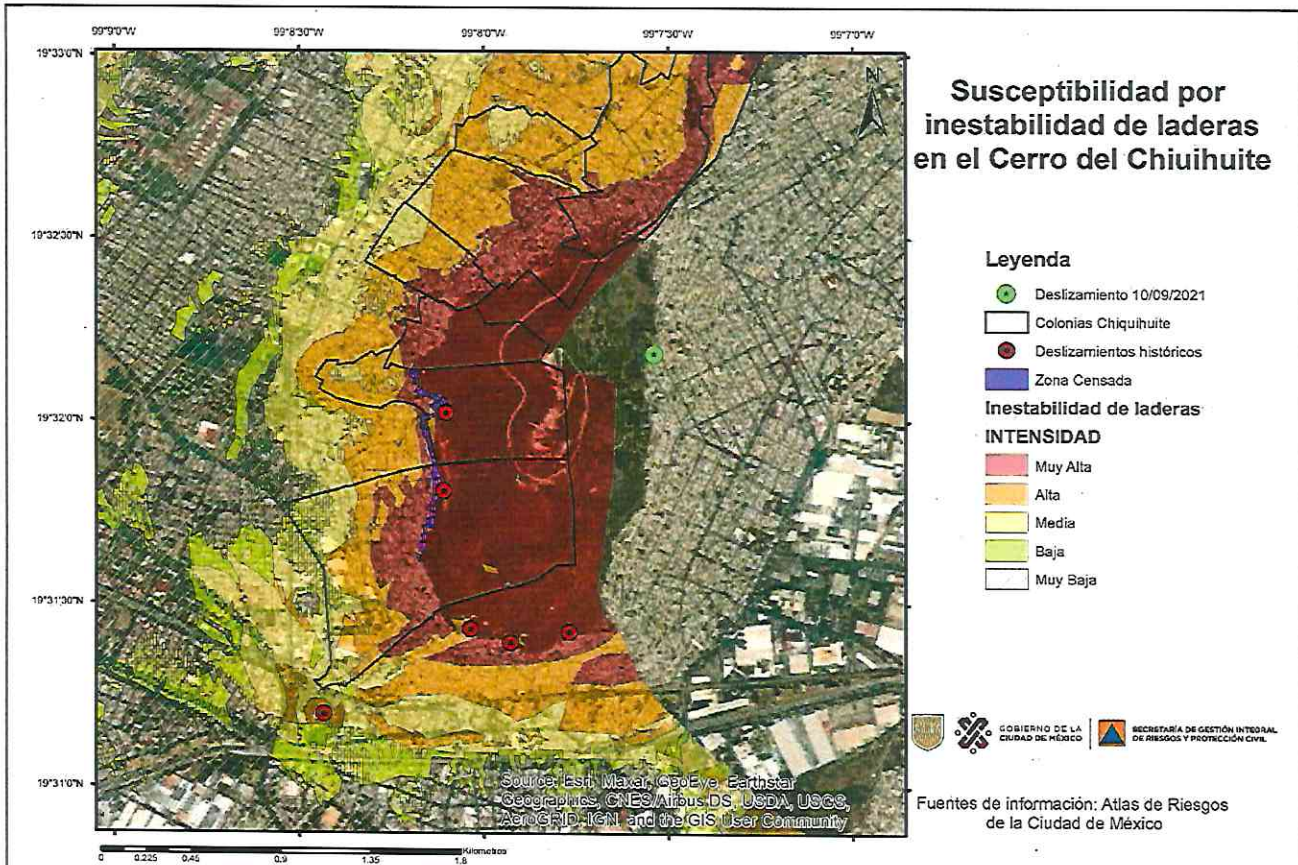 99°9'0"W 99°8'30"W 99°8'0"W 99°7'30"W 99°7'0"W
19°33'0"N
19°32'30"N
19°32'0"N
19°31'30"N
19°31'0"N
N
Susceptibilidad por
inestabilidad de laderas
en el Cerro del Chiuihuite
Leyenda
Deslizamiento 10/09/2021
Colonias Chiquihuite
Deslizamientos históricos
Zona Censada
Inestabilidad de laderas
INTENSIDAD
Muy Alta
Alta
Media
Baja
Muy Baja
GOBIERNO DE LA
CIUDAD DE MÉXICO
SECRETARÍA DE GESTIÓN INTEGRAL
DE RIESGOS Y PROTECCIÓN CIVIL
Fuentes de información: Atlas de Riesgos
de la Ciudad de México
Source: Esri, Maxar, GeoEye, Earthstar
Geographics, CNES/Airbus DS, USDA, USGS,
AeroGRID, IGN, and the GIS User Community
Kilometros
0 0.225 0.45 0.9 1.35 1.8